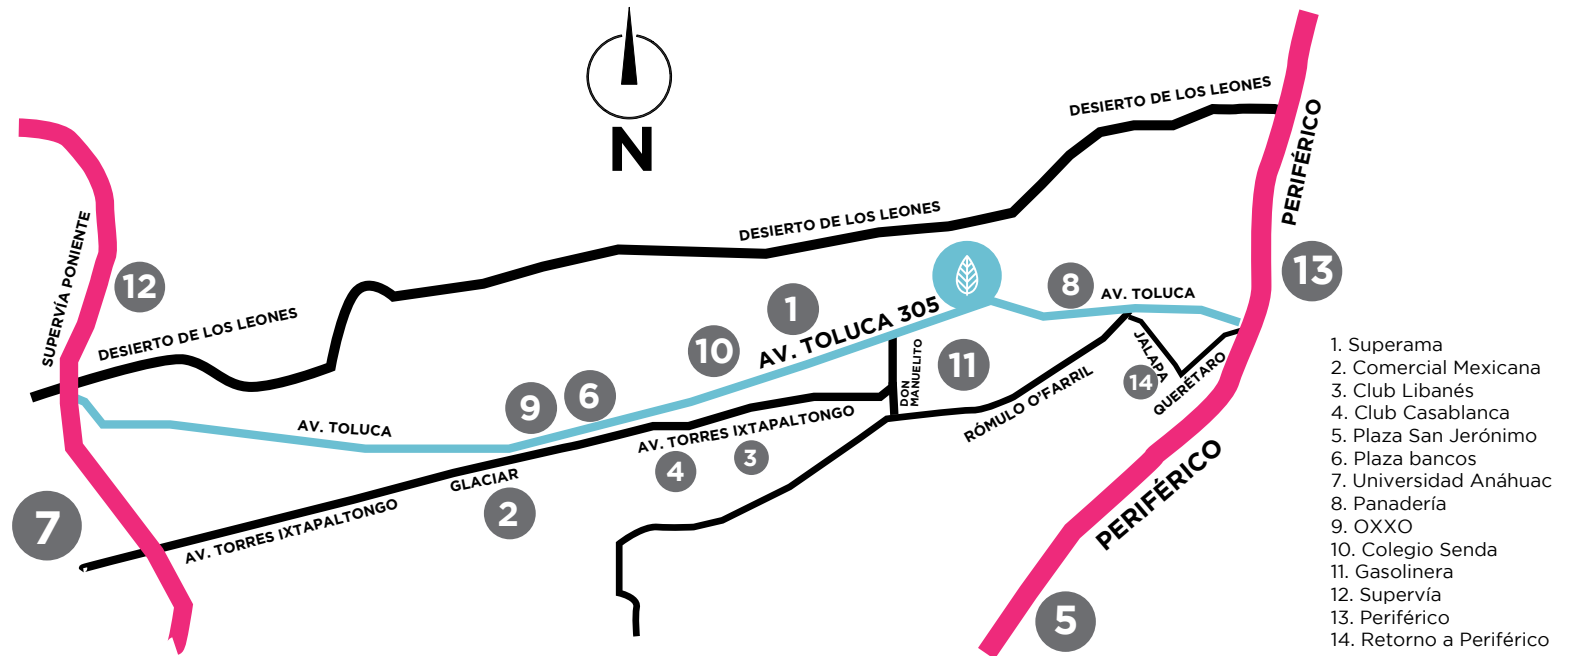 N
DESIERTO DE LOS LEONES
PERIFÉRICO
DESIERTO DE LOS LEONES
SUPERVÍA PONIENTE
12
13
8
AV. TOLUCA
1
AV. TOLUCA 305
DESIERTO DE LOS LEONES
10
11
DON
MANUELITO
JALAPA
14
QUERÉTARO
RÓMULO O'FARRIL
9
6
AV. TOLUCA
AV. TORRES IXTAPALTONGO
4
3
GLACIAR
2
7
AV. TORRES IXTAPALTONGO
PERIFÉRICO
5
1. Superama
2. Comercial Mexicana
3. Club Libanés
4. Club Casablanca
5. Plaza San Jerónimo
6. Plaza bancos
7. Universidad Anáhuac
8. Panadería
9. OXXO
10. Colegio Senda
11. Gasolinera
12. Supervía
13. Periférico
14. Retorno a Periférico